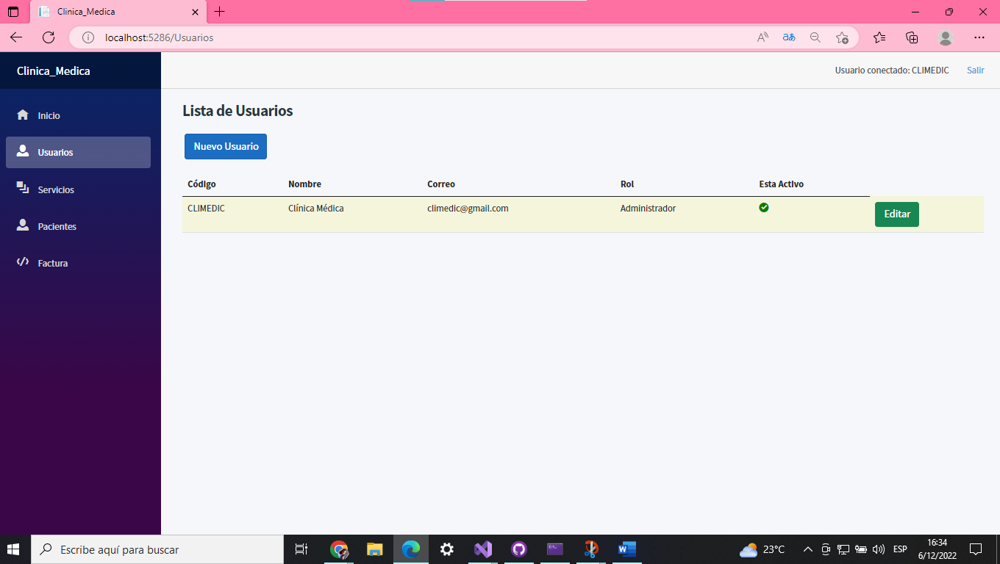 Clinica_Medica
localhost:5286/Usuarios
Clinica_Medica
Usuario conectado: CLIMEDIC Salir
Inicio
Usuarios
Servicios
Pacientes
Factura
Lista de Usuarios
Nuevo Usuario
Código Nombre Correo Rol Esta Activo
CLIMEDIC Clínica Médica climedic@gmail.com Administrador Editar
Escribe aquí para buscar
23°C
ESP
16:34
6/12/2022